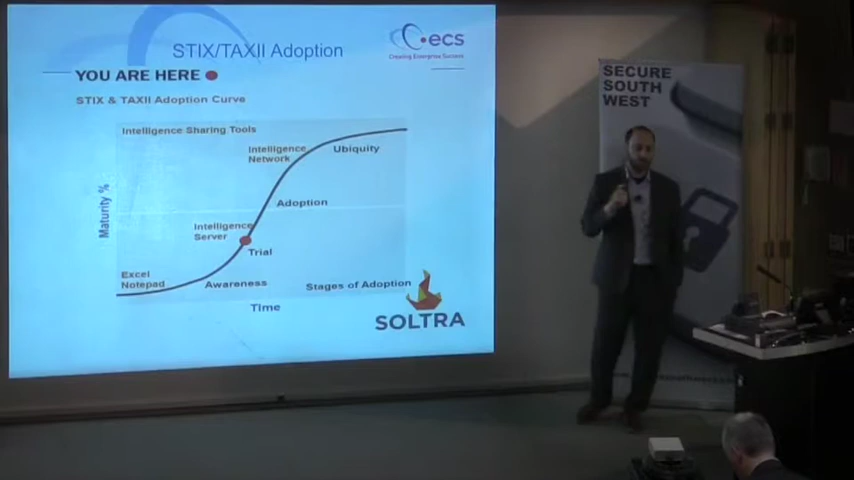 STIX/TAXII Adoption
ecs
Creating Enterprise Success
YOU ARE HERE
STIX & TAXII Adoption Curve
Intelligence Sharing Tools
Intelligence
Network
Ubiquity
Maturity %
Adoption
Intelligence
Server
Trial
Excel
Notepad
Awareness
Stages of Adoption
Time
SOLTRA
SECURE
SOUTH
WEST